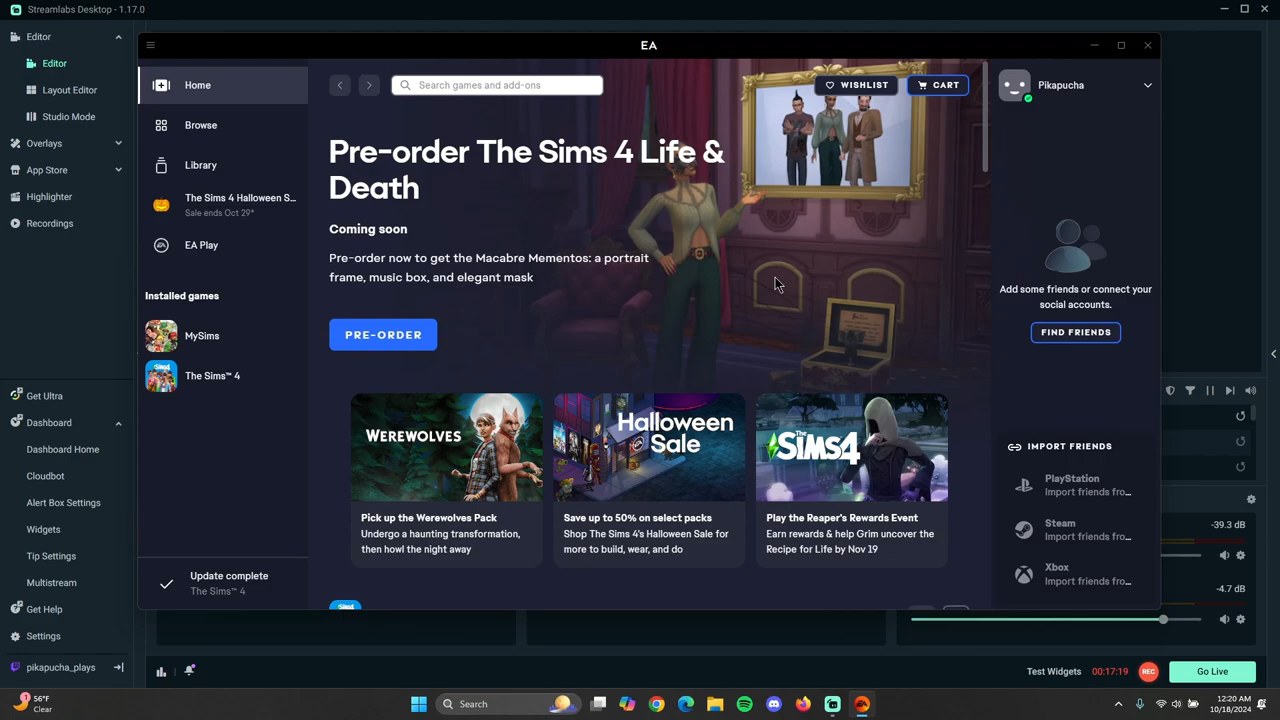 Streamlabs Desktop - 1.17.0
Editor
Editor
Layout Editor
Studio Mode
Overlays
App Store
Highlighter
Recordings
Get Ultra
Dashboard
Dashboard Home
Cloudbot
Alert Box Settings
Widgets
Tip Settings
Multistream
Get Help
Settings
pikapucha_plays
EA
Home
Browse
Library
The Sims 4 Halloween S...
Sale ends Oct 29*
EA Play
Installed games
MySims
The Sims™ 4
Update complete
The Sims™ 4
Search games and add-ons
WISHLIST
CART
Pre-order The Sims 4 Life &
Death
Coming soon
Pre-order now to get the Macabre Mementos: a portrait
frame, music box, and elegant mask
PRE-ORDER
WEREWOLVES
Pick up the Werewolves Pack
Undergo a haunting transformation,
then howl the night away
Halloween
Sale
Save up to 50% on select packs
Shop The Sims 4's Halloween Sale for
more to build, wear, and do
THE SIMS 4
Play the Reaper's Rewards Event
Earn rewards & help Grim uncover the
Recipe for Life by Nov 19
Pikapucha
Add some friends or connect your
social accounts.
FIND FRIENDS
IMPORT FRIENDS
PlayStation
Import friends fro...
Steam
Import friends fro...
Xbox
Import friends fro...
-39.3 dB
-4.7 dB
Test Widgets
00:17:19
REC
Go Live
1
56°F
Clear
Search
12:20 AM
10/18/2024